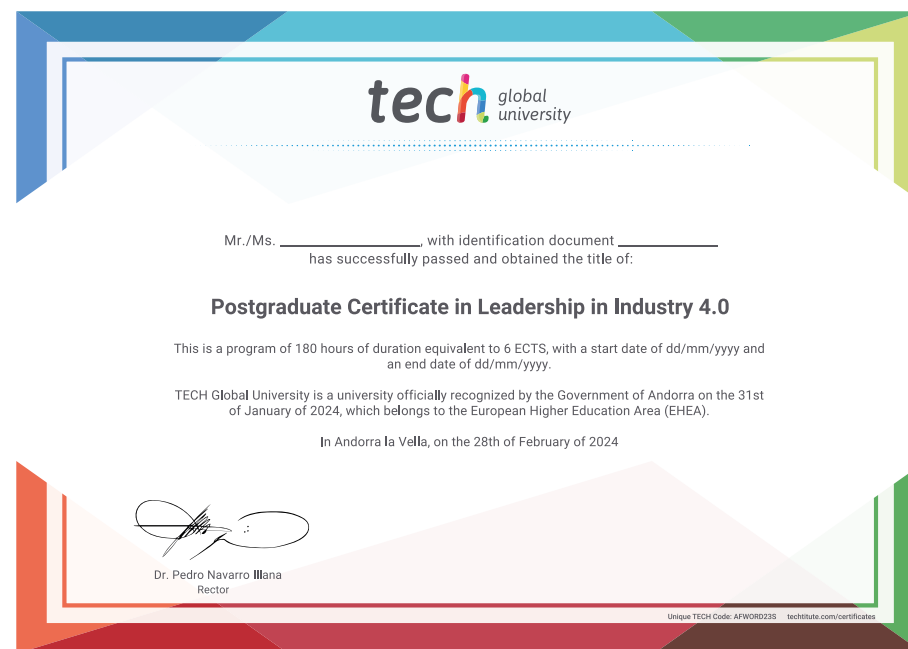 tech global university
Mr./Ms. ____________, with identification document ____________
has successfully passed and obtained the title of:
Postgraduate Certificate in Leadership in Industry 4.0
This is a program of 180 hours of duration equivalent to 6 ECTS, with a start date of dd/mm/yyyy and
an end date of dd/mm/yyyy.
TECH Global University is a university officially recognized by the Government of Andorra on the 31st
of January of 2024, which belongs to the European Higher Education Area (EHEA).
In Andorra la Vella, on the 28th of February of 2024
Dr. Pedro Navarro Illana
Rector
Unique TECH Code: AFWORD23S techtitute.com/certificates